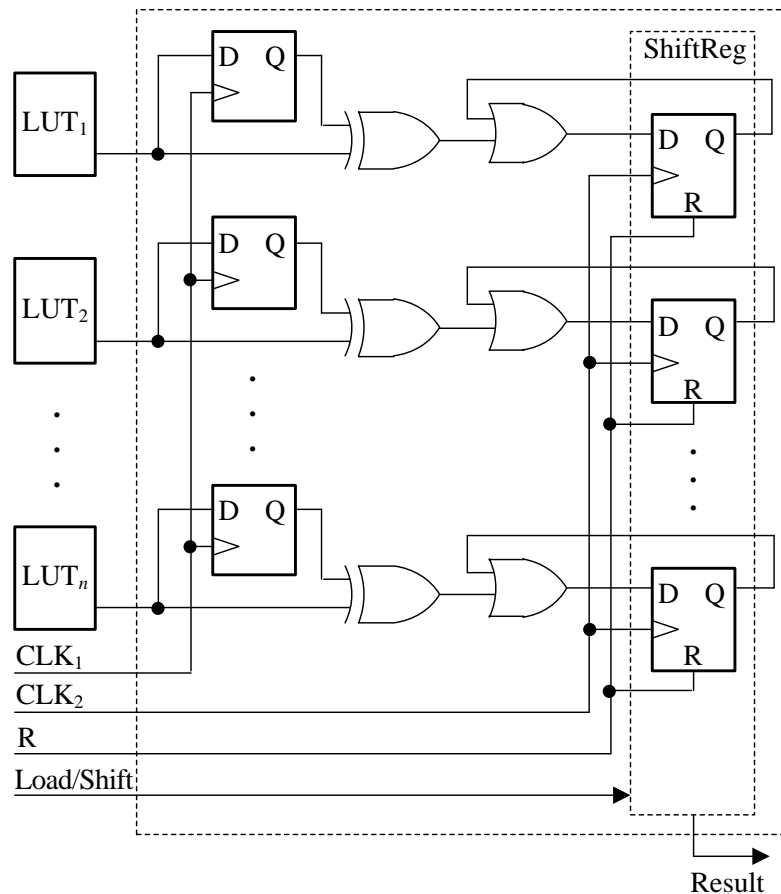 ShiftReg
D Q
LUT₁
D Q
R
D Q
LUT₂
D Q
R
D Q
LUTₙ
D Q
R
CLK₁
CLK₂
R
Load/Shift
Result